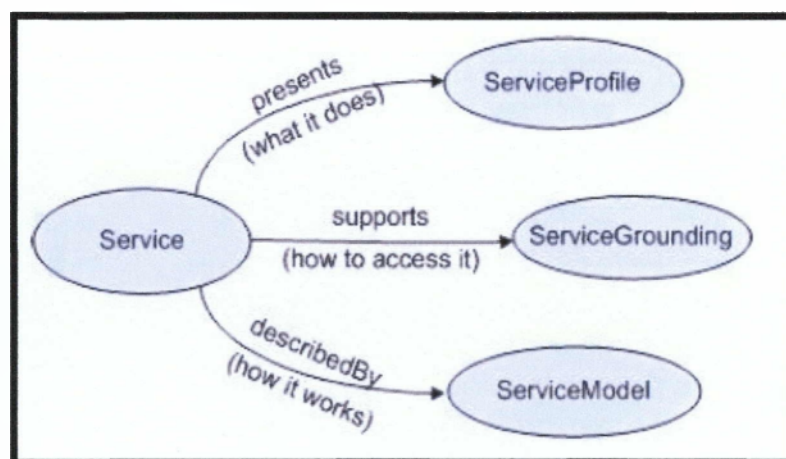 presents
(what it does)
ServiceProfile
Service
supports
(how to access it)
ServiceGrounding
describedBy
(how it works)
ServiceModel